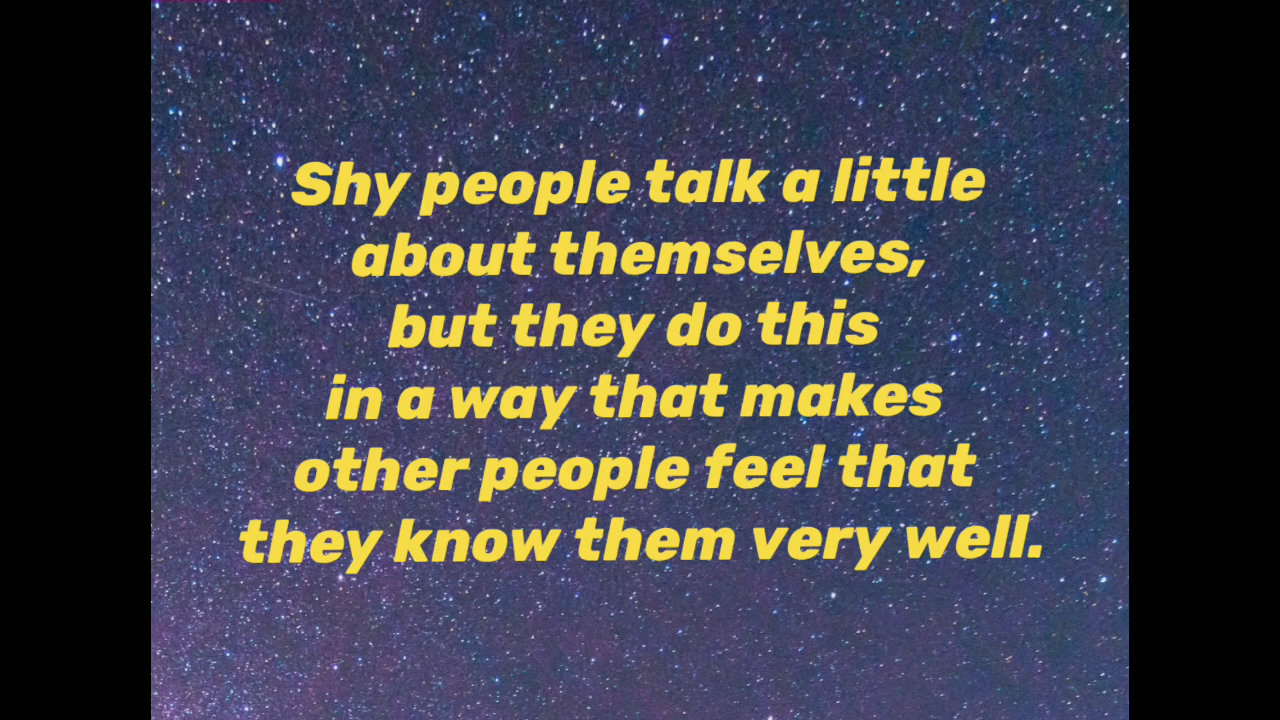 Shy people talk a little
about themselves,
but they do this
in a way that makes
other people feel that
they know them very well.